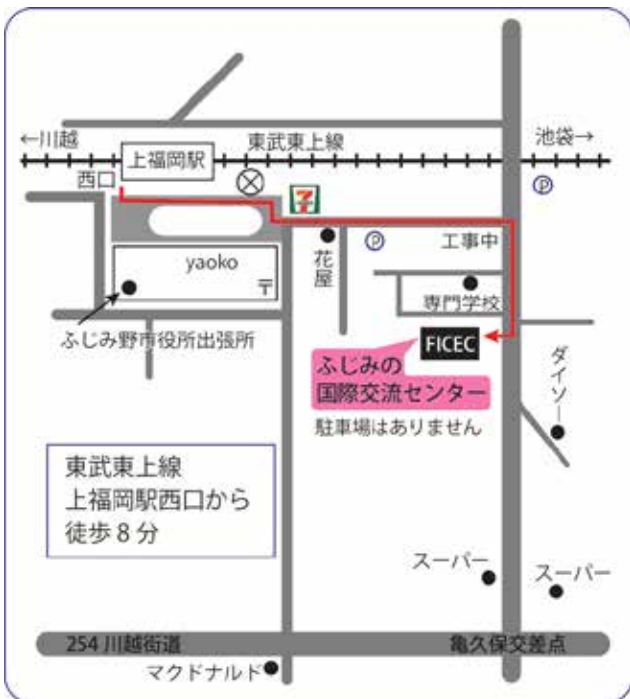 ←川越
東武東上線
池袋→
上福岡駅
西口
7
P
工事中
P
花屋
yaoko
〒
専門学校
ふじみ野市役所出張所
FICEC
ふじみの
国際交流センター
駐車場はありません
ダイソー
東武東上線
上福岡駅西口から
徒歩8分
スーパー
スーパー
254 川越街道
亀久保交差点
マクドナルド